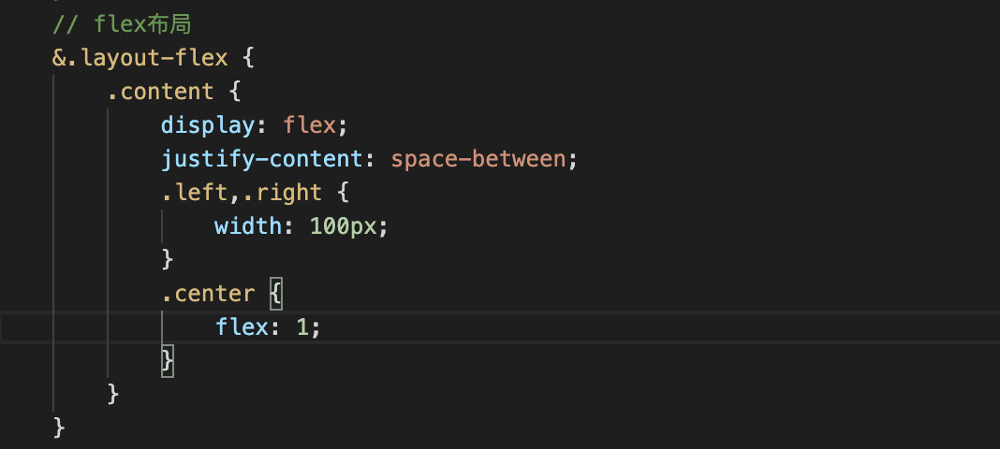 // flex布局
&.layout-flex {
.content {
display: flex;
justify-content: space-between;
.left,.right {
width: 100px;
}
.center {
flex: 1;
}
}
}